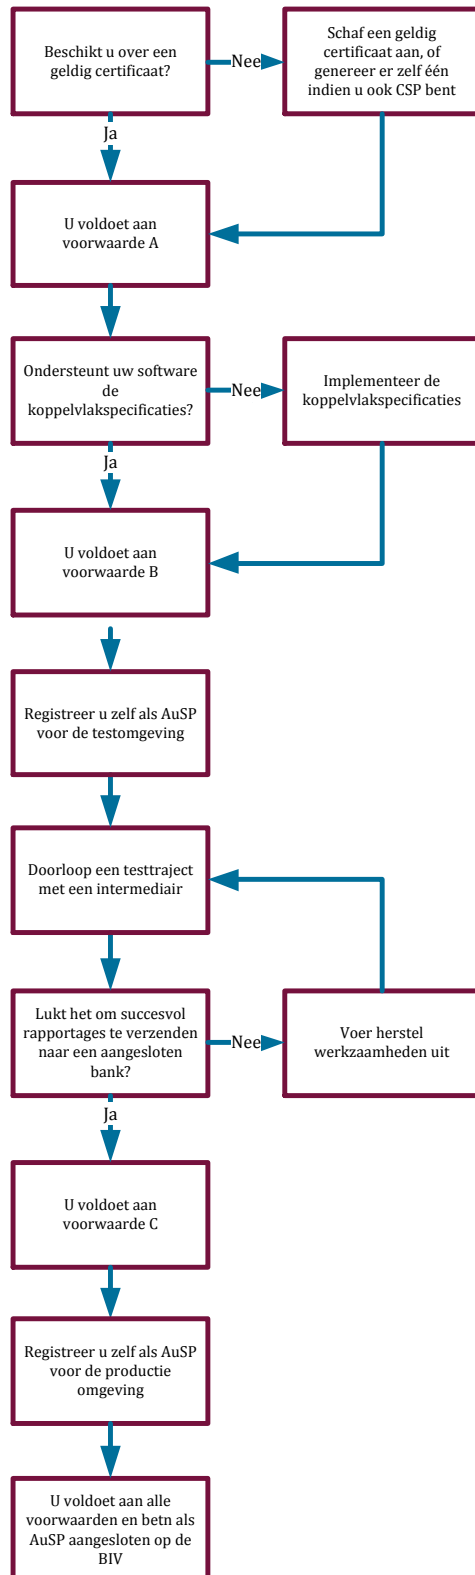 Beschikt u over een
geldig certificaat?
Nee
Schaf een geldig
certificaat aan, of
genereer er zelf één
indien u ook CSP bent
Ja
U voldoet aan
voorwaarde A
Ondersteunt uw software
de
koppelvlakspecificaties?
Nee
Implementeer de
koppelvlakspecificaties
Ja
U voldoet aan
voorwaarde B
Registreer u zelf als AuSP
voor de testomgeving
Doorloop een testtraject
met een intermediair
Lukt het om succesvol
rapportages te verzenden
naar een aangesloten
bank?
Nee
Voer herstel
werkzaamheden uit
Ja
U voldoet aan
voorwaarde C
Registreer u zelf als AuSP
voor de productie
omgeving
U voldoet aan alle
voorwaarden en betn als
AuSP aangesloten op de
BIV